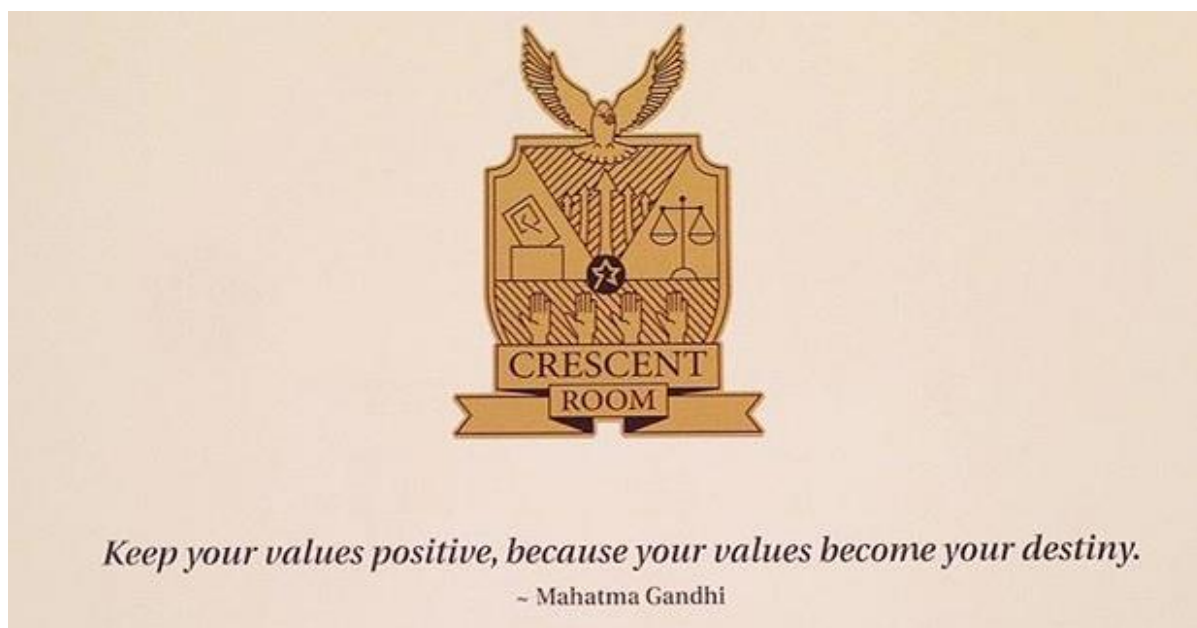 CRESCENT
ROOM
Keep your values positive, because your values become your destiny.
~ Mahatma Gandhi